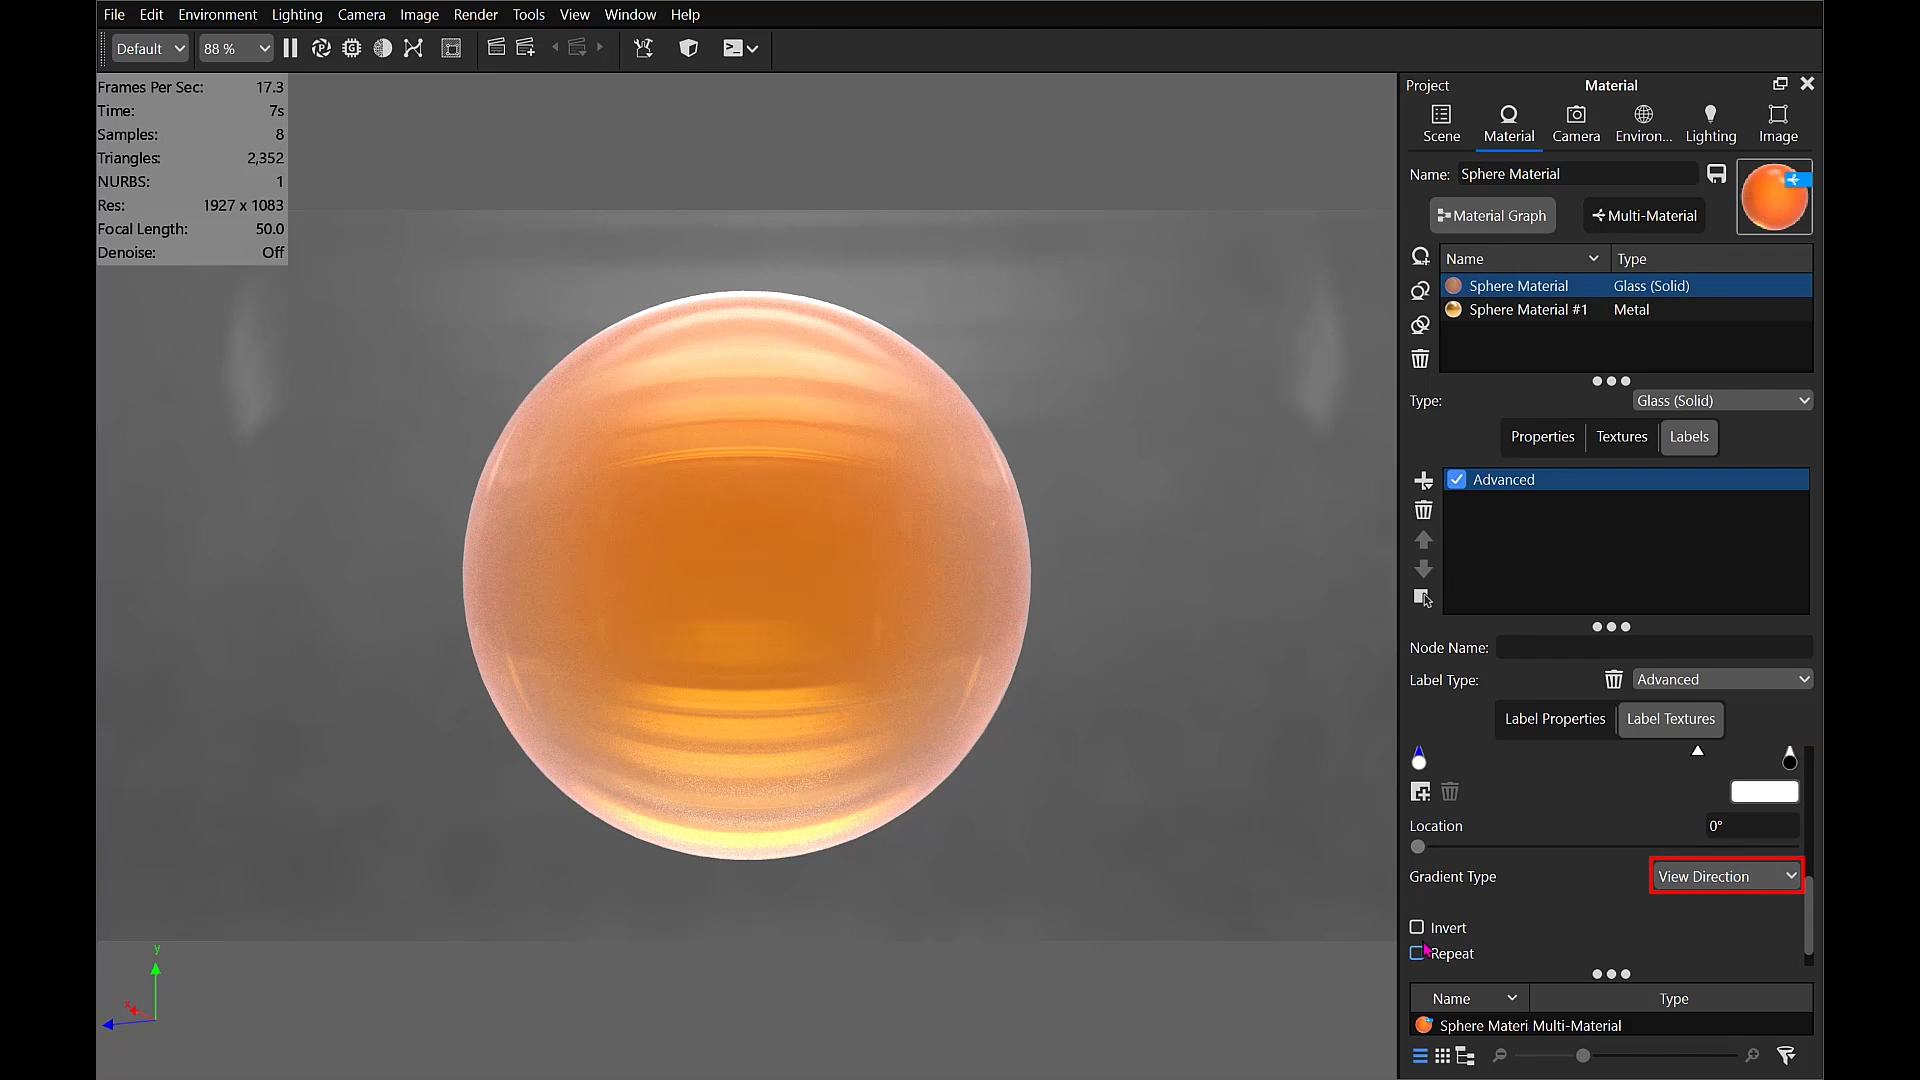 File Edit Environment Lighting Camera Image Render Tools View Window Help
Default 88 %
Frames Per Sec: 17.3
Time: 7s
Samples: 8
Triangles: 2,352
NURBS: 1
Res: 1927 x 1083
Focal Length: 50.0
Denoise: Off
y
x
Project Material
Scene Material Camera Environ... Lighting Image
Name: Sphere Material
Material Graph Multi-Material
Name Type
Sphere Material Glass (Solid)
Sphere Material #1 Metal
Type: Glass (Solid)
Properties Textures Labels
Advanced
Node Name:
Label Type: Advanced
Label Properties Label Textures
Location 0°
Gradient Type View Direction
Invert
Repeat
Name Type
Sphere Materi Multi-Material